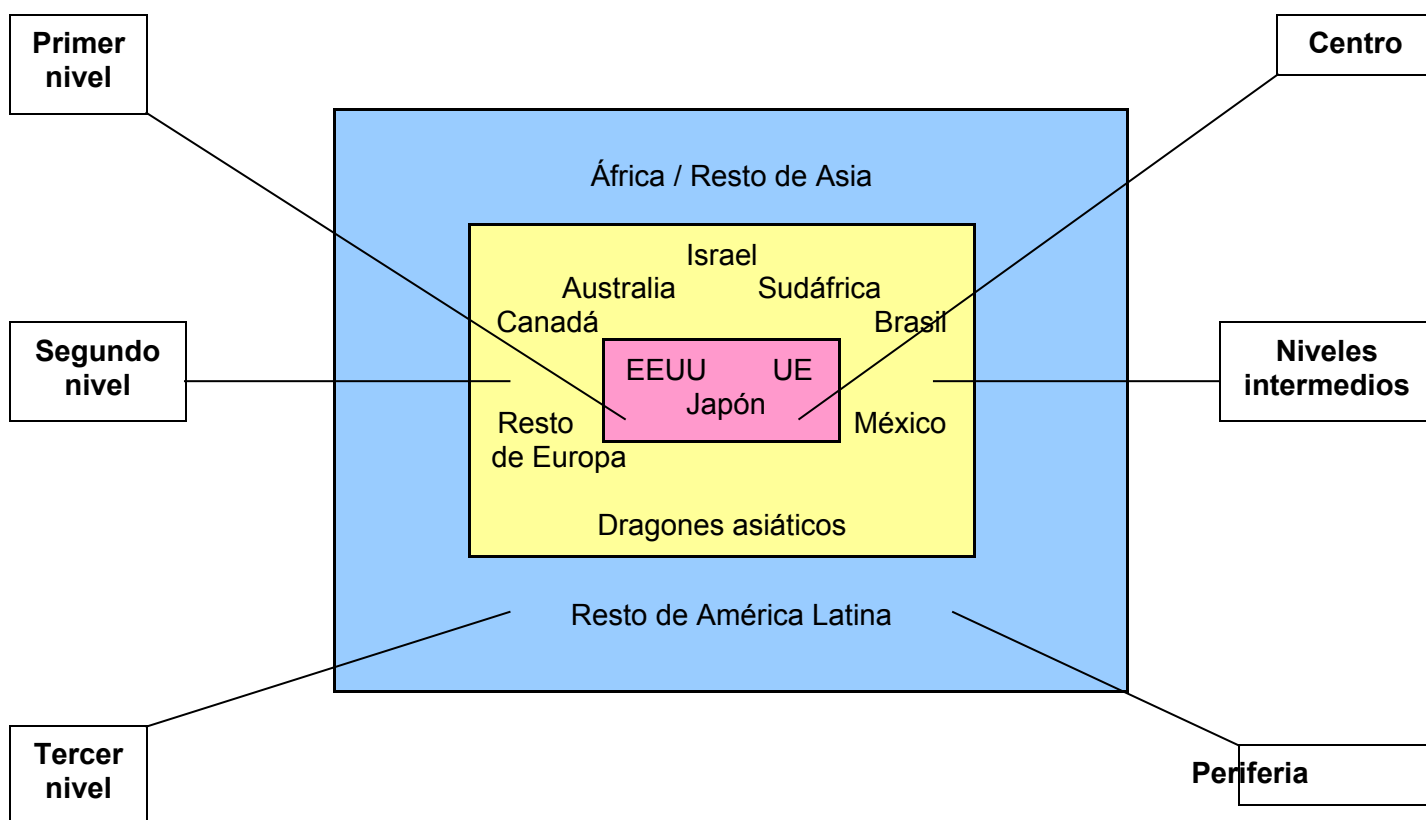 Primer
nivel
Centro
África / Resto de Asia
Israel
Australia Sudáfrica
Canadá Brasil
Segundo
nivel
EEUU UE
Japón
Niveles
intermedios
Resto
de Europa
México
Dragones asiáticos
Resto de América Latina
Tercer
nivel
Periferia